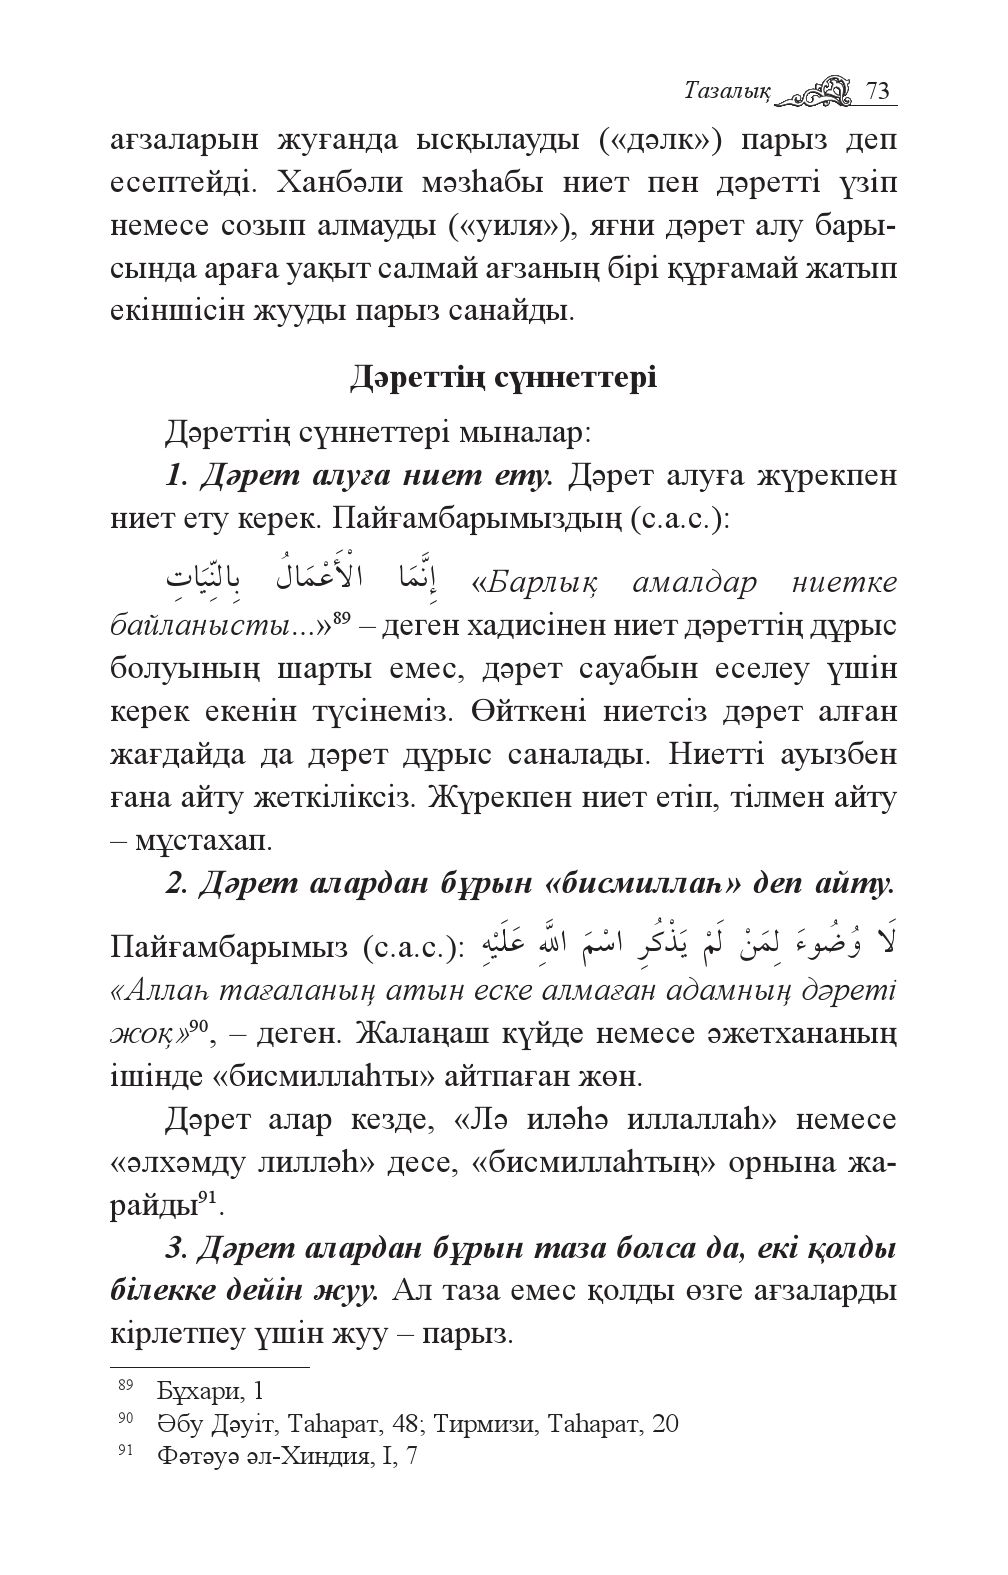 Тазалық 73
ағзаларын жуғанда ысқылауды («дәлк») парыз деп
есептейді. Ханбәли мәзһабы ниет пен дәретті үзіп
немесе созып алмауды («уиля»), яғни дәрет алу бары-
сында араға уақыт салмай ағзаның бірі құрғамай жатып
екіншісін жууды парыз санайды.
Дәреттің сүннеттері
Дәреттің сүннеттері мыналар:
1. Дәрет алуға ниет ету. Дәрет алуға жүрекпен
ниет ету керек. Пайғамбарымыздың (с.а.с.):
إِنَّمَا الْأَعْمَالُ بِالنِّيَاتِ «Барлық амалдар ниетке
байланысты...»⁸⁹ – деген хадисінен ниет дәреттің дұрыс
болуының шарты емес, дәрет сауабын еселеу үшін
керек екенін түсінеміз. Өйткені ниетсіз дәрет алған
жағдайда да дәрет дұрыс саналады. Ниетті ауызбен
ғана айту жеткіліксіз. Жүрекпен ниет етіп, тілмен айту
– мұстахап.
2. Дәрет алардан бұрын «бисмиллаһ» деп айту.
Пайғамбарымыз (с.а.с.): لَا وُضُوءَ لِمَنْ لَمْ يَذْكُرِ اسْمَ اللَّهِ عَلَيْهِ
«Аллаһ тағаланың атын еске алмаған адамның дәреті
жоқ»⁹⁰, – деген. Жалаңаш күйде немесе әжетхананың
ішінде «бисмиллаһты» айтпаған жөн.
Дәрет алар кезде, «Лә иләһә иллаллаһ» немесе
«әлхәмду лилләһ» десе, «бисмиллаһтың» орнына жа-
райды⁹¹.
3. Дәрет алардан бұрын таза болса да, екі қолды
білекке дейін жуу. Ал таза емес қолды өзге ағзаларды
кірлетпеу үшін жуу – парыз.
⁸⁹ Бұхари, 1
⁹⁰ Әбу Дәуіт, Таһарат, 48; Тирмизи, Таһарат, 20
⁹¹ Фәтәуә әл-Хиндия, I, 7